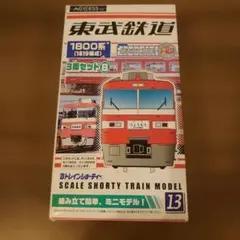 東武鉄道
1800系
(1819編成)
3両セットB
BトレインショーティーTM
SCALE SHORTY TRAIN MODEL
組み立て簡単、ミニモデル!
13